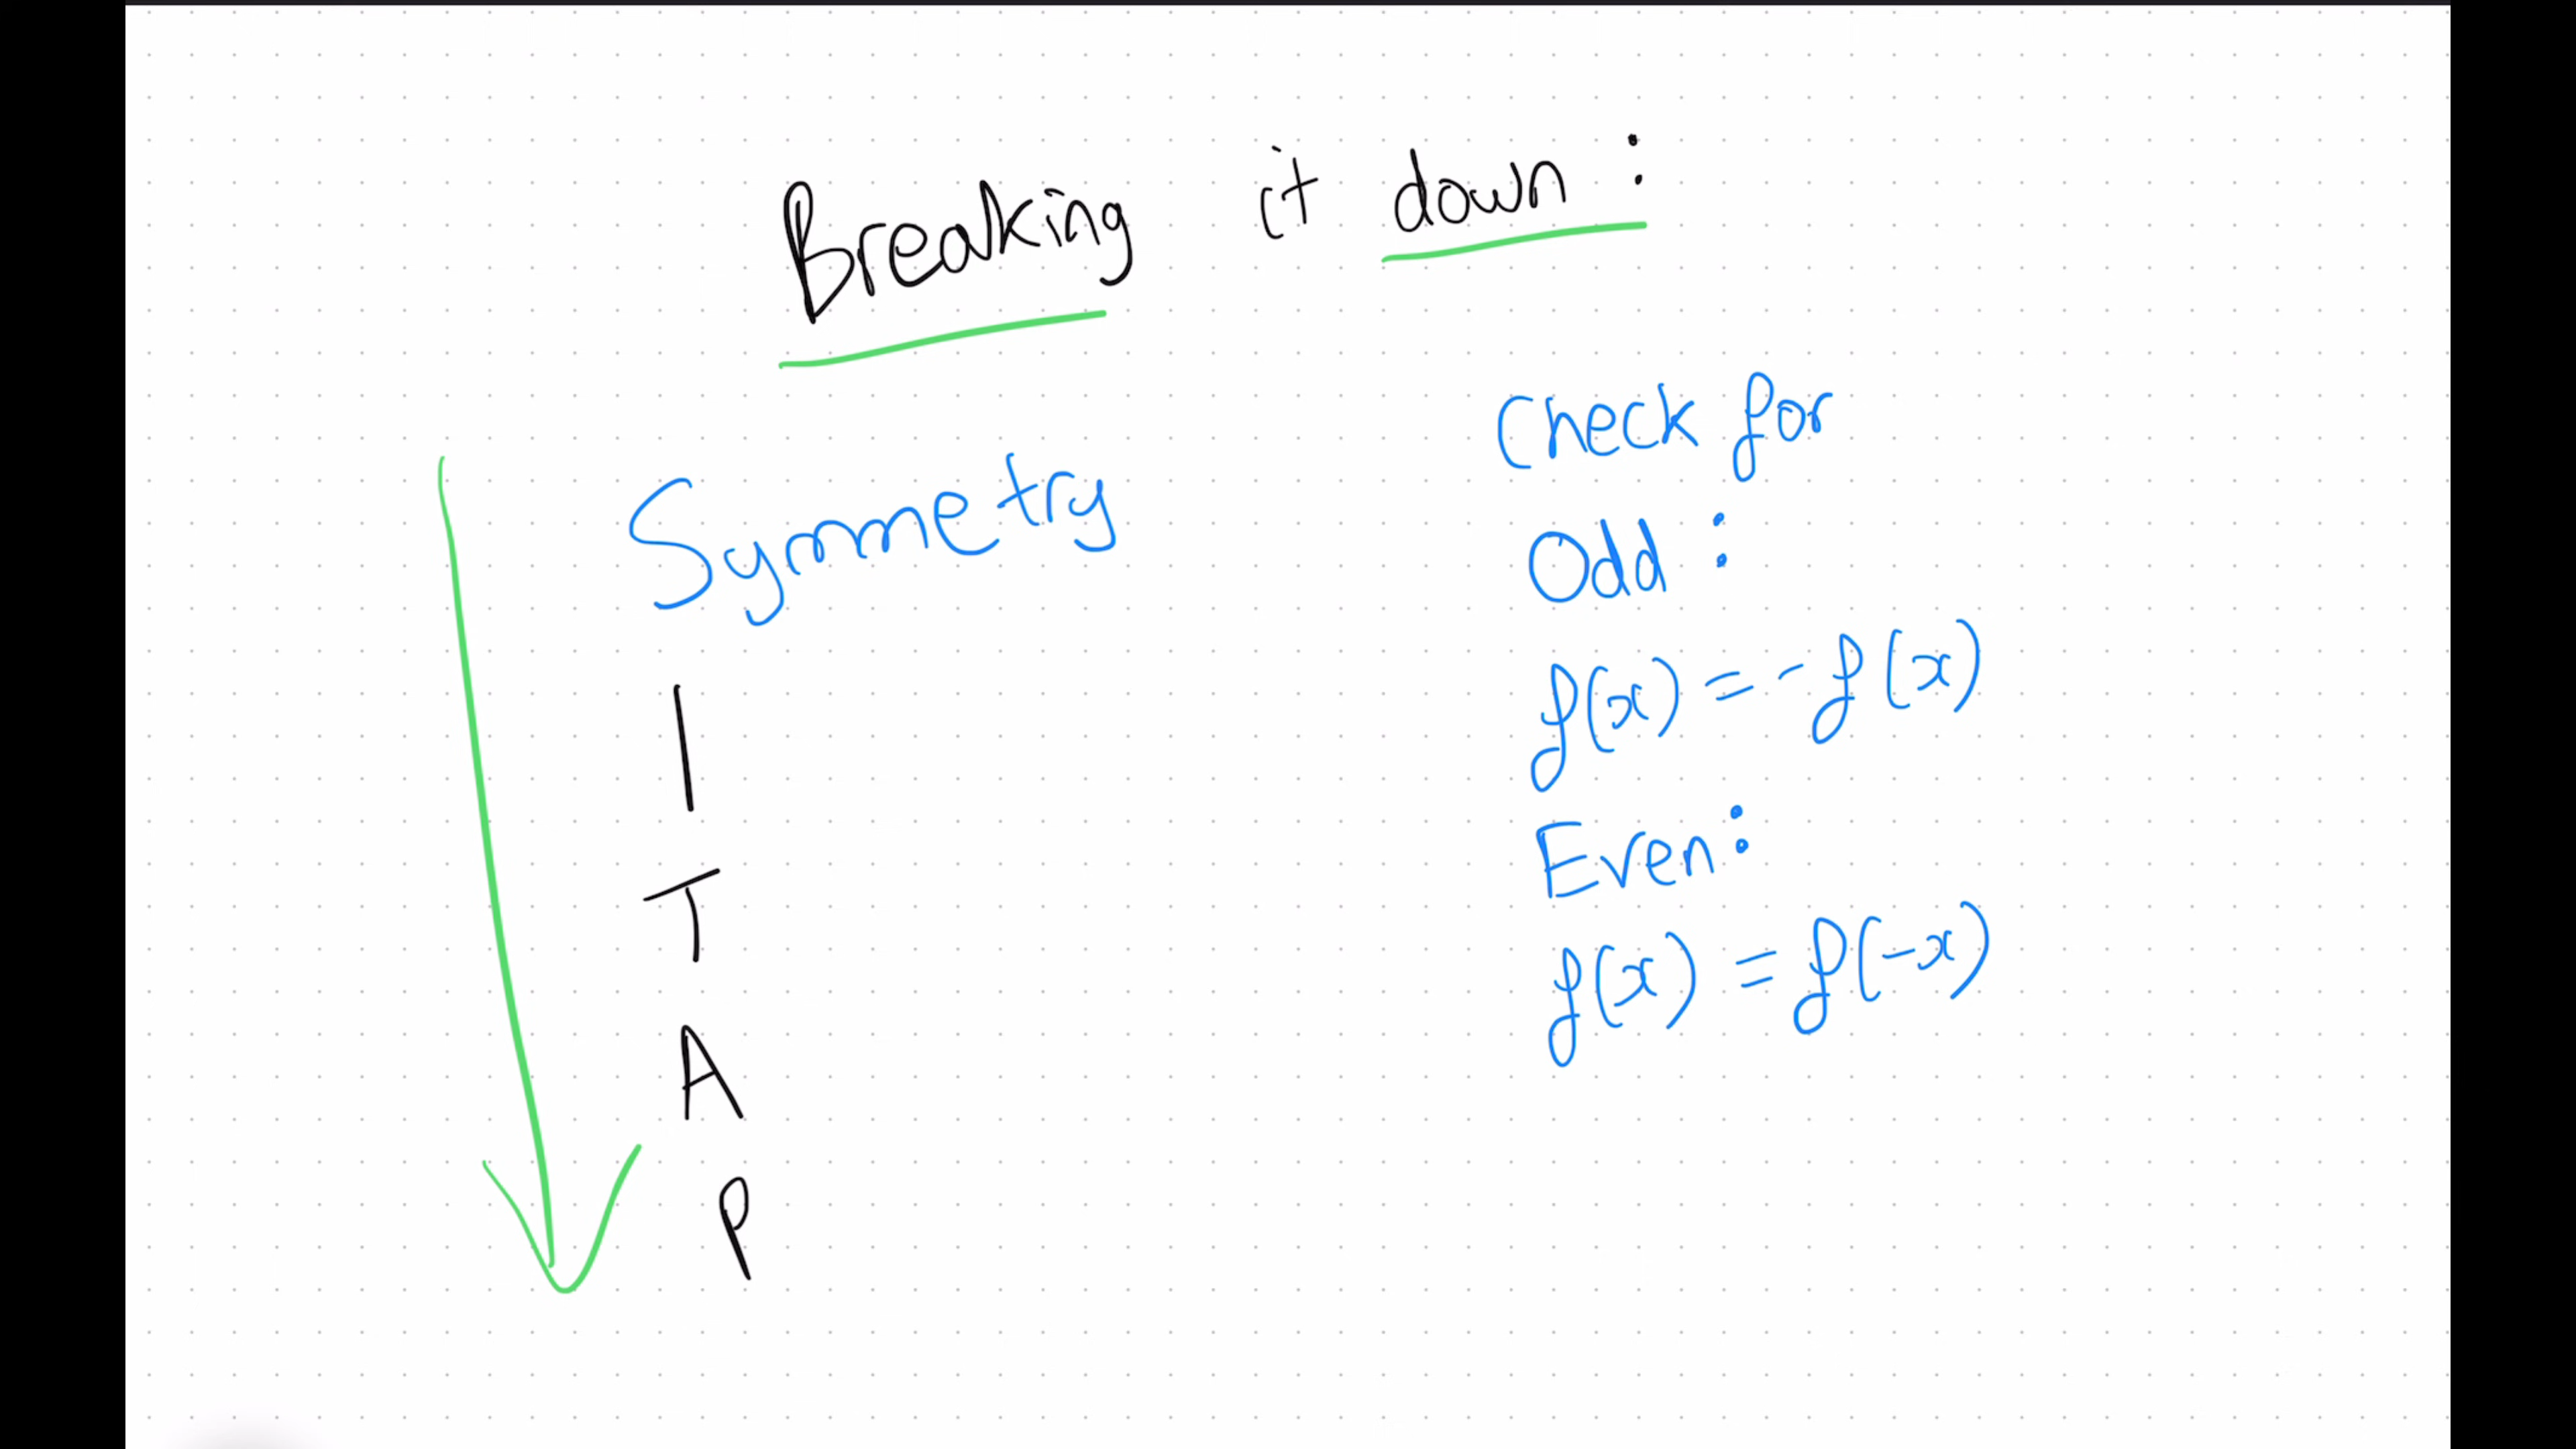 Breaking it down :
Symmetry
I
T
A
P
Check for
Odd :
f(x) = -f(x)
Even:
f(x) = f(-x)